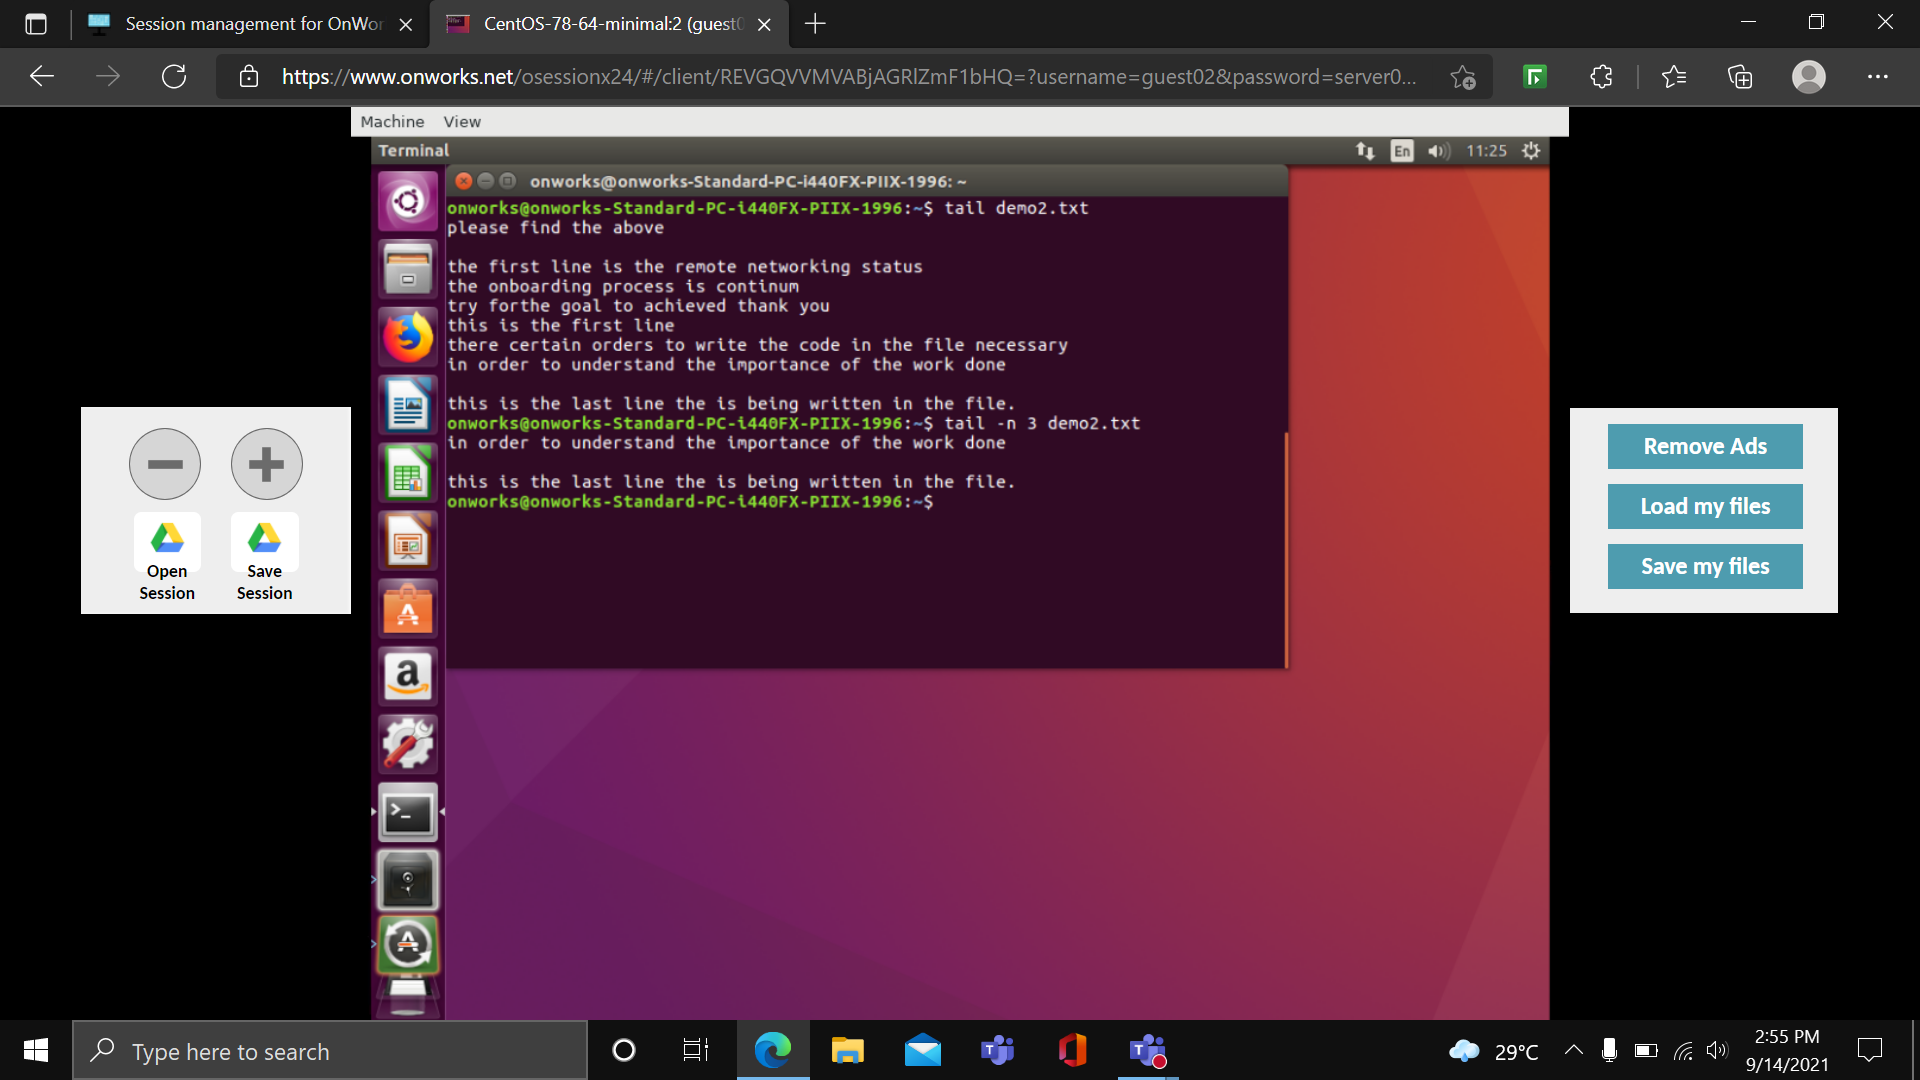 Session management for OnWor
CentOS-78-64-minimal:2 (guest0
https://www.onworks.net/osessionx24/#/client/REVGQVVMVABjAGRlZmF1bHQ=?username=guest02&password=server0...
Machine View
Terminal
En 11:25
onworks@onworks-Standard-PC-i440FX-PIIX-1996: ~
onworks@onworks-Standard-PC-i440FX-PIIX-1996:~$ tail demo2.txt
please find the above
the first line is the remote networking status
the onboarding process is continum
try forthe goal to achieved thank you
this is the first line
there certain orders to write the code in the file necessary
in order to understand the importance of the work done
this is the last line the is being written in the file.
onworks@onworks-Standard-PC-i440FX-PIIX-1996:~$ tail -n 3 demo2.txt
in order to understand the importance of the work done
this is the last line the is being written in the file.
onworks@onworks-Standard-PC-i440FX-PIIX-1996:~$
Open Session
Save Session
Remove Ads
Load my files
Save my files
Type here to search
29°C
2:55 PM
9/14/2021